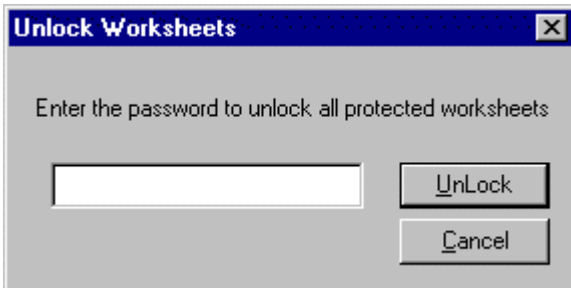 Unlock Worksheets
Enter the password to unlock all protected worksheets
UnLock
Cancel